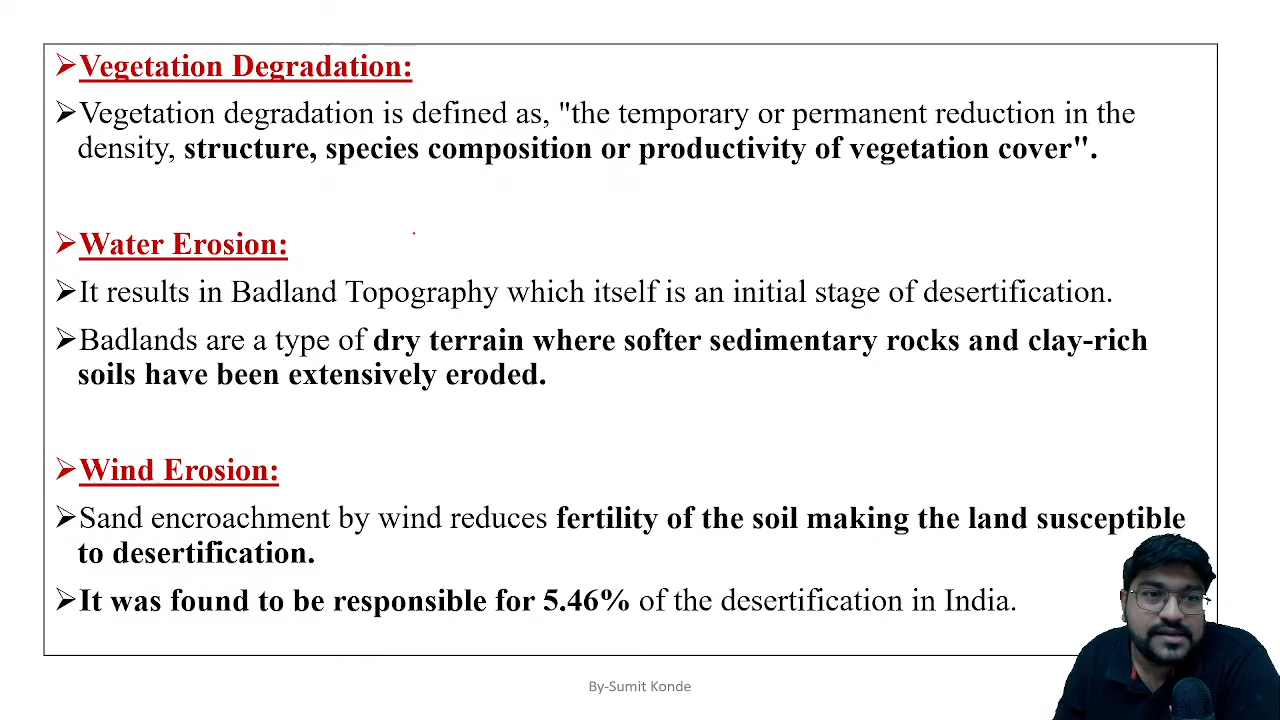 ➢Vegetation Degradation:
➢Vegetation degradation is defined as, "the temporary or permanent reduction in the
density, structure, species composition or productivity of vegetation cover".
➢Water Erosion:
➢It results in Badland Topography which itself is an initial stage of desertification.
➢Badlands are a type of dry terrain where softer sedimentary rocks and clay-rich
soils have been extensively eroded.
➢Wind Erosion:
➢Sand encroachment by wind reduces fertility of the soil making the land susceptible
to desertification.
➢It was found to be responsible for 5.46% of the desertification in India.
By-Sumit Konde